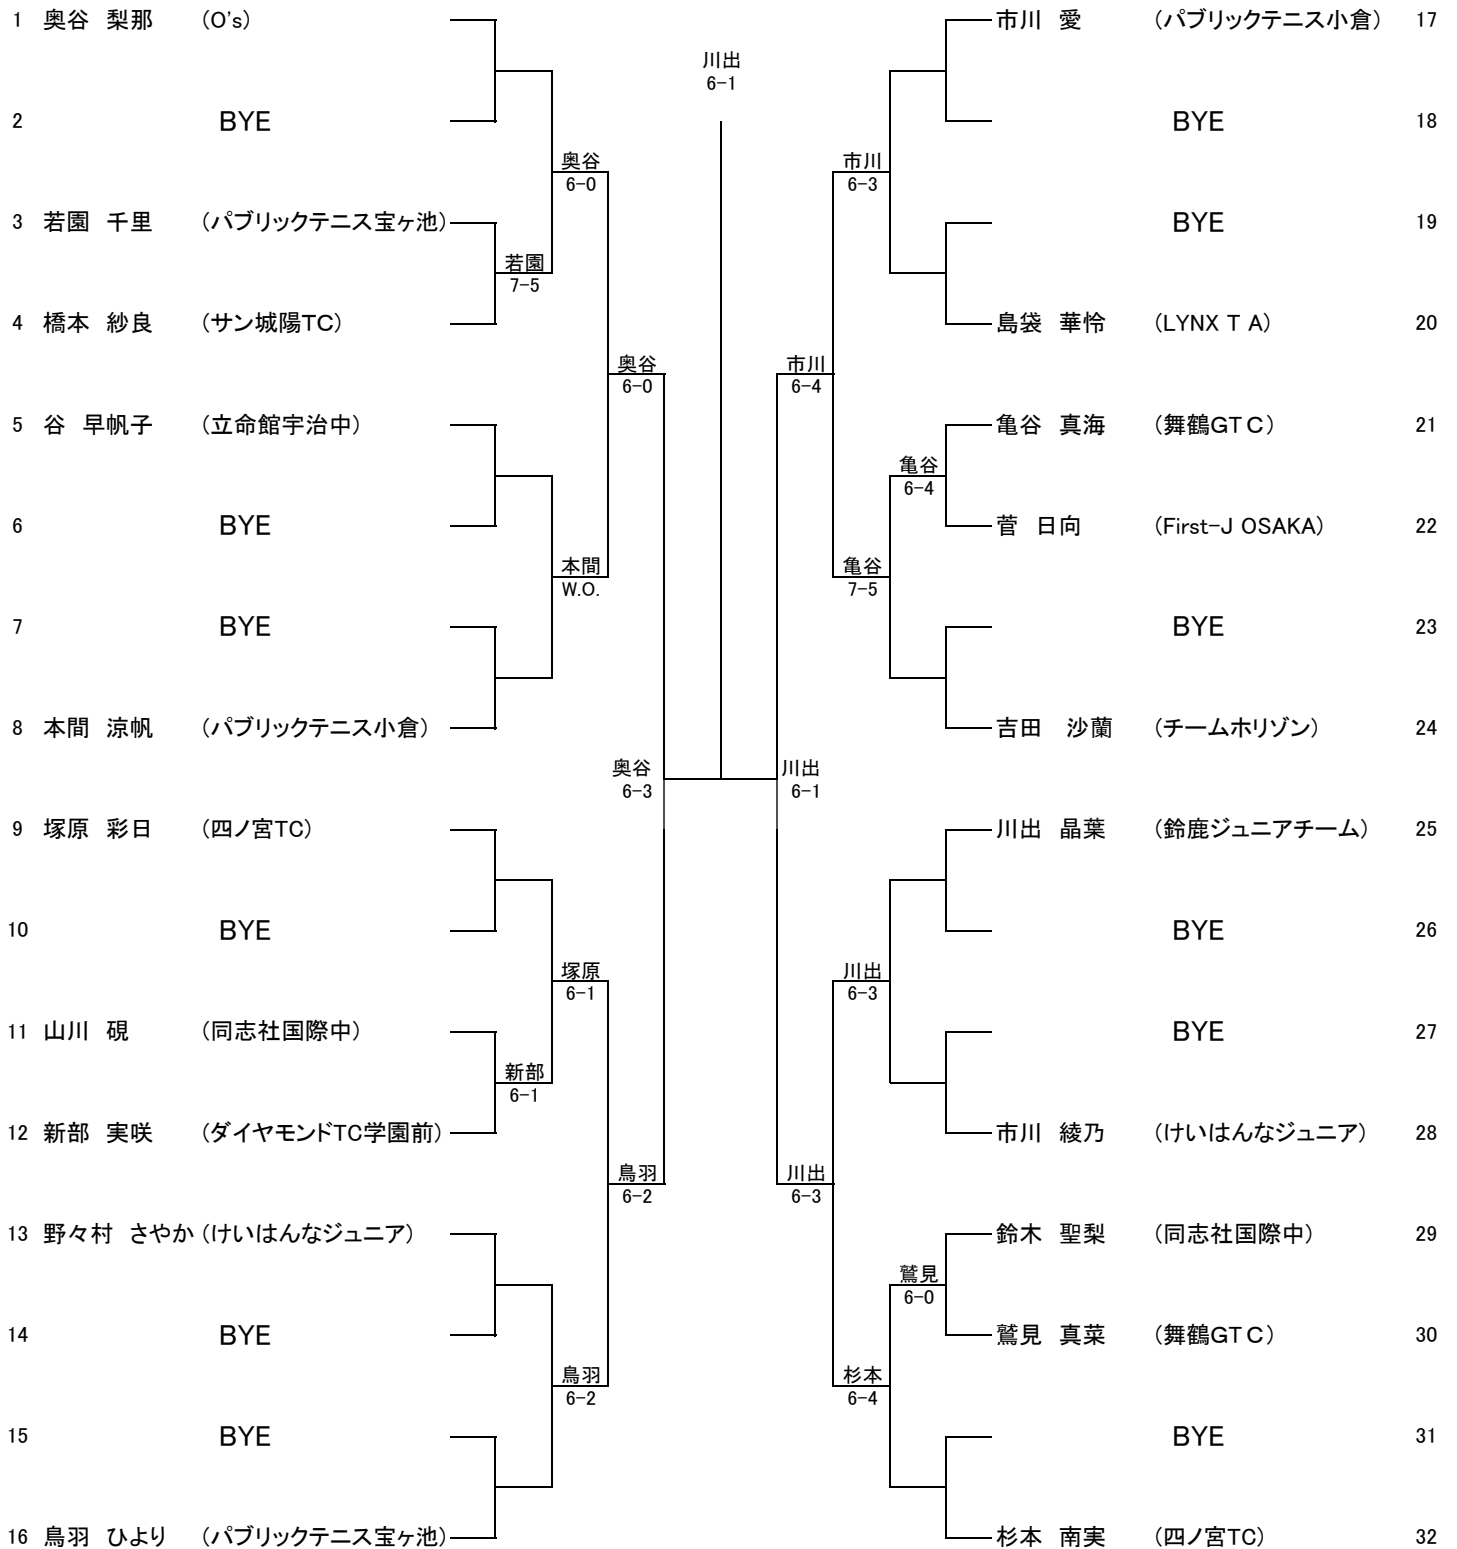 川出
6-1
1 奥谷 梨那 (O's)
2 BYE
奥谷
6-0
3 若園 千里 (パブリックテニス宝ヶ池)
若園
7-5
4 橋本 紗良 (サン城陽TC)
奥谷
6-0
5 谷 早帆子 (立命館宇治中)
6 BYE
本間
W.O.
7 BYE
8 本間 涼帆 (パブリックテニス小倉)
奥谷
6-3
9 塚原 彩日 (四ノ宮TC)
10 BYE
塚原
6-1
11 山川 硯 (同志社国際中)
新部
6-1
12 新部 実咲 (ダイヤモンドTC学園前)
鳥羽
6-2
13 野々村 さやか (けいはんなジュニア)
14 BYE
鳥羽
6-2
15 BYE
16 鳥羽 ひより (パブリックテニス宝ヶ池)
市川 愛 (パブリックテニス小倉) 17
BYE 18
市川
6-3
BYE 19
島袋 華怜 (LYNX T A) 20
市川
6-4
亀谷 真海 (舞鶴GTC) 21
亀谷
6-4
菅 日向 (First-J OSAKA) 22
亀谷
7-5
BYE 23
吉田 沙蘭 (チームホリゾン) 24
川出
6-1
川出 晶葉 (鈴鹿ジュニアチーム) 25
BYE 26
川出
6-3
BYE 27
市川 綾乃 (けいはんなジュニア) 28
川出
6-3
鈴木 聖梨 (同志社国際中) 29
鷲見
6-0
鷲見 真菜 (舞鶴GTC) 30
杉本
6-4
BYE 31
杉本 南実 (四ノ宮TC) 32